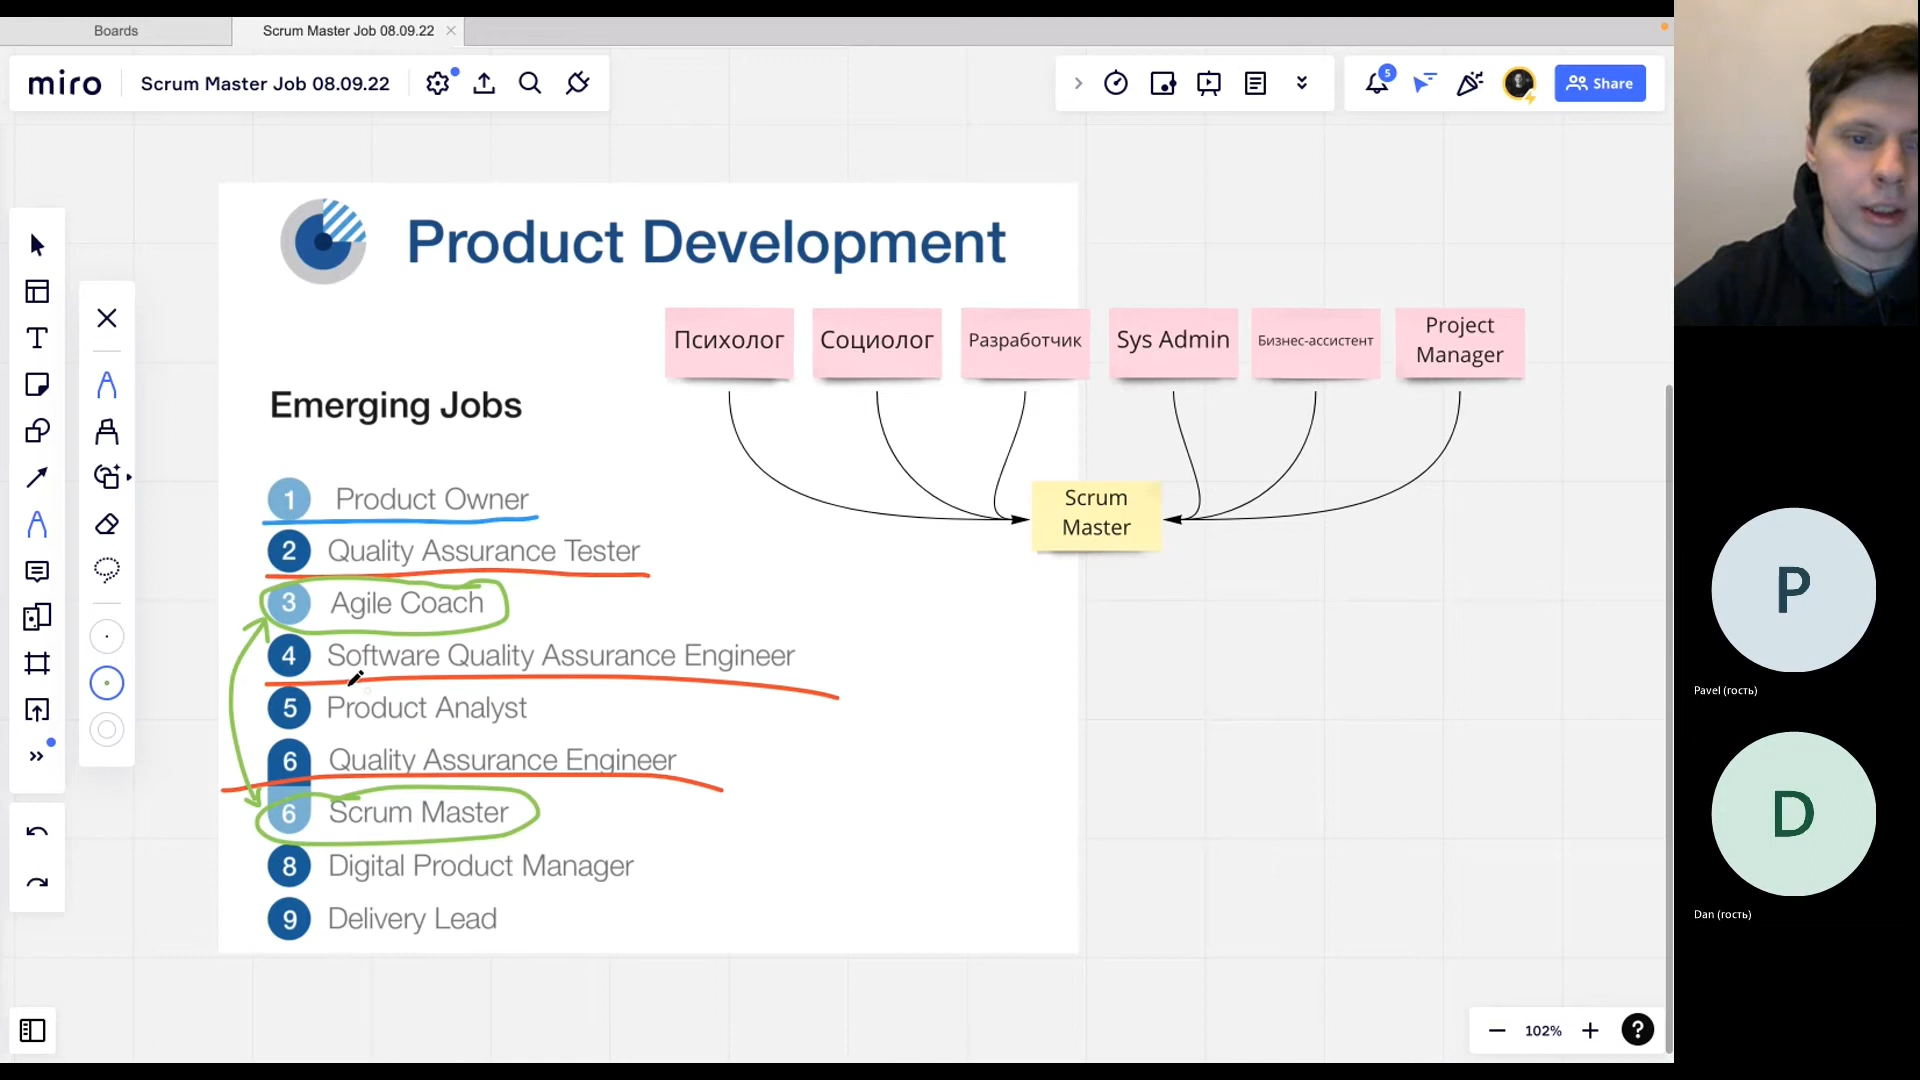 Boards
Scrum Master Job 08.09.22
miro
Scrum Master Job 08.09.22
5
Share
Product Development
Психолог
Социолог
Разработчик
Sys Admin
Бизнес-ассистент
Project
Manager
Emerging Jobs
Scrum
Master
1 Product Owner
2 Quality Assurance Tester
3 Agile Coach
4 Software Quality Assurance Engineer
5 Product Analyst
6 Quality Assurance Engineer
6 Scrum Master
8 Digital Product Manager
9 Delivery Lead
P
Pavel (гость)
D
Dan (гость)
102%
?